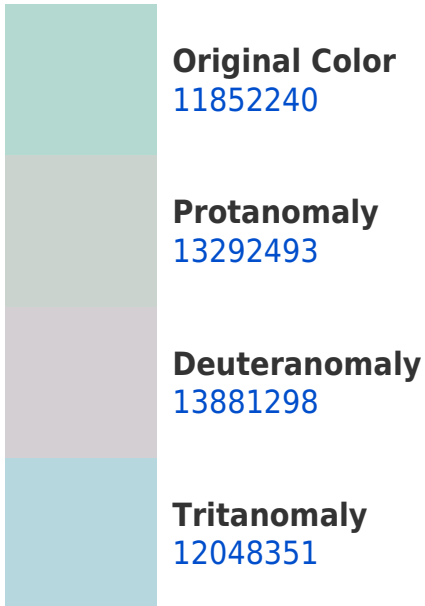 Original Color
11852240
Protanomaly
13292493
Deuteranomaly
13881298
Tritanomaly
12048351